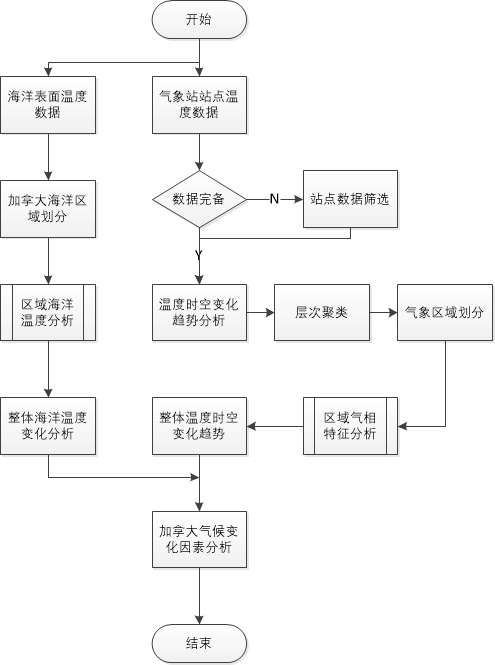 开始
海洋表面温度
数据
气象站站点温
度数据
加拿大海洋区
域划分
数据完备
N
站点数据筛选
Y
区域海洋
温度分析
温度时空变化
趋势分析
层次聚类
气象区域划分
整体海洋温度
变化分析
整体温度时空
变化趋势
区域气相
特征分析
加拿大气候变
化因素分析
结束